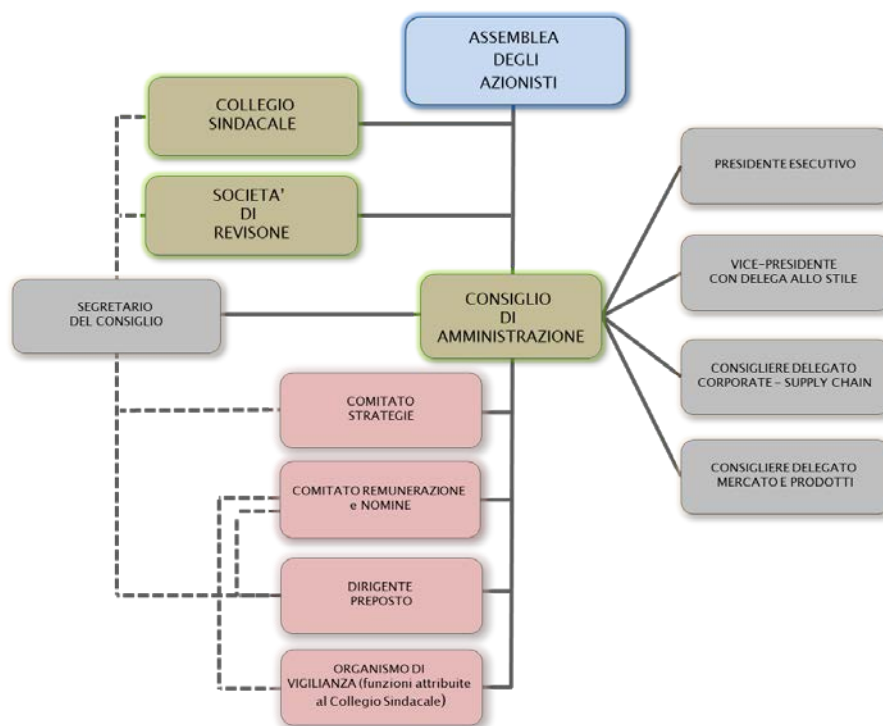 ASSEMBLEA
DEGLI
AZIONISTI
COLLEGIO
SINDACALE
SOCIETA'
DI
REVISONE
SEGRETARIO
DEL CONSIGLIO
CONSIGLIO
DI
AMMINISTRAZIONE
PRESIDENTE ESECUTIVO
VICE-PRESIDENTE
CON DELEGA ALLO STILE
CONSIGLIERE DELEGATO
CORPORATE – SUPPLY CHAIN
CONSIGLIERE DELEGATO
MERCATO E PRODOTTI
COMITATO
STRATEGIE
COMITATO REMUNERAZIONE
e NOMINE
DIRIGENTE
PREPOSTO
ORGANISMO DI
VIGILIANZA (funzioni attribuite
al Collegio Sindacale)